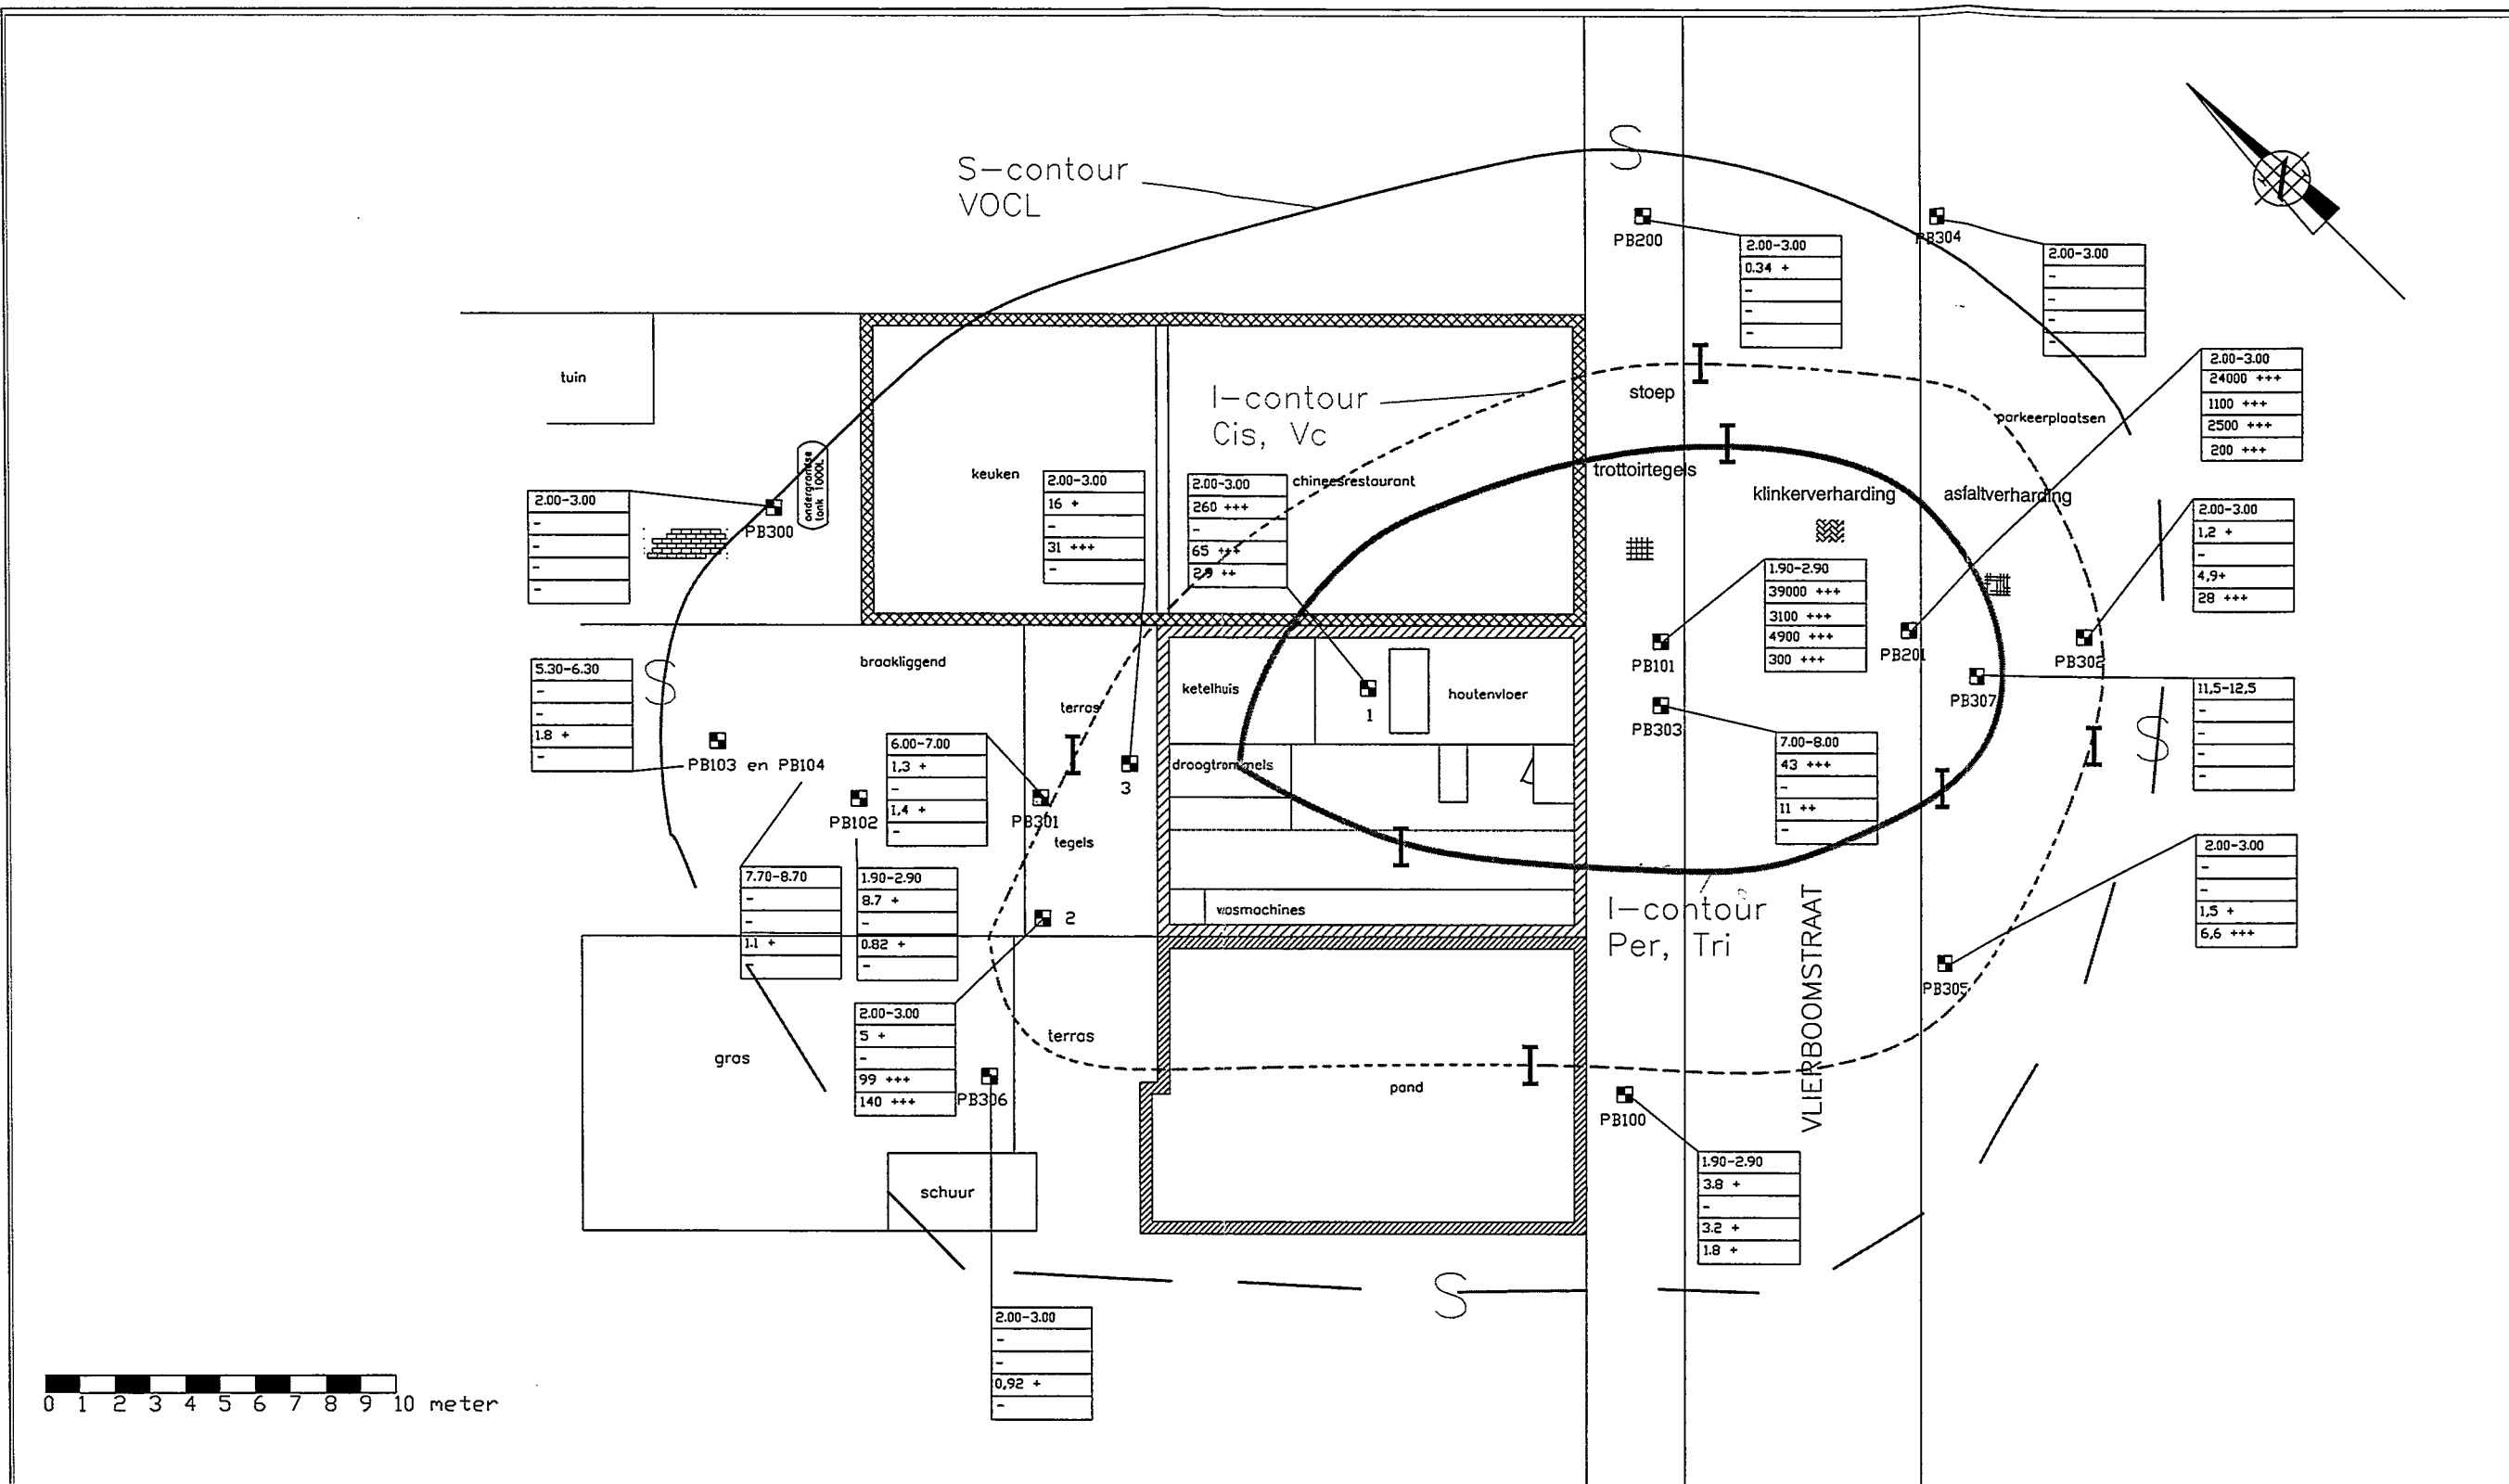 S-contour
VOCL
S
PB200
2.00-3.00
0.34 +
-
-
-
PB304
2.00-3.00
-
-
-
-
tuin
ondergrondse
tank 1000L
keuken
I-contour
Cis, Vc
chineesrestaurant
stoep
parkeerplaatsen
trottoirtegels
klinkerverharding
asfaltverharding
2.00-3.00
24000 +++
1100 +++
2500 +++
200 +++
2.00-3.00
-
-
-
-
PB300
2.00-3.00
16 +
-
31 +++
-
2.00-3.00
260 +++
-
65 +++
2,9 ++
2.00-3.00
1,2 +
-
4,9+
28 +++
1.90-2.90
39000 +++
3100 +++
4900 +++
300 +++
PB101
PB201
PB302
PB307
PB303
5.30-6.30
-
-
1.8 +
-
S
braakliggend
terras
ketelhuis
1
houtenvloer
11,5-12,5
-
-
-
-
S
PB103 en PB104
6.00-7.00
1,3 +
-
1,4 +
-
PB102
PB301
3
droogtrommels
tegels
7.00-8.00
43 +++
-
11 ++
-
7.70-8.70
-
-
1.1 +
-
1.90-2.90
8.7 +
-
0.82 +
-
2
wasmachines
I-contour
Per, Tri
VLIERBOOMSTRAAT
2.00-3.00
-
-
1,5 +
6,6 +++
PB305
2.00-3.00
5 +
-
99 +++
140 +++
PB306
terras
gras
pand
PB100
1.90-2.90
3.8 +
-
3.2 +
1.8 +
schuur
S
2.00-3.00
-
-
0,92 +
-
0 1 2 3 4 5 6 7 8 9 10 meter